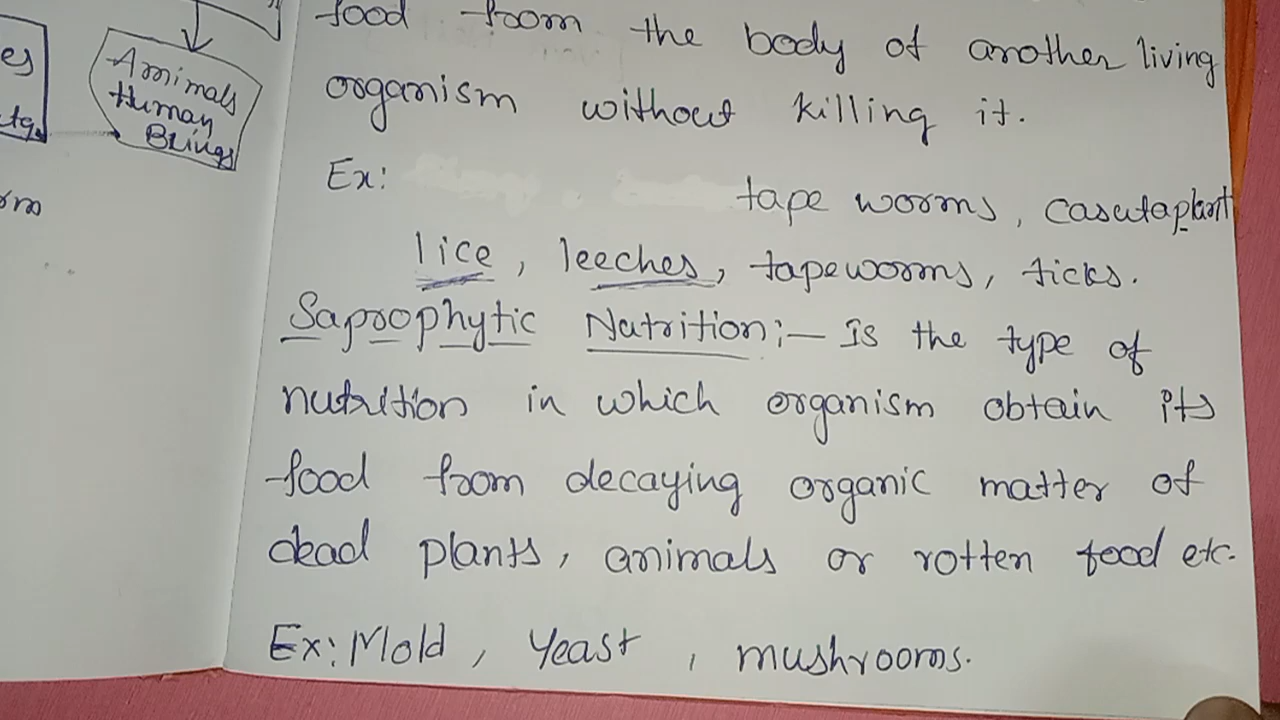 es
Animals
Human
Beings
food from the body of another living
organism without killing it.
Ex:
tape worms, casutaplant
lice, leeches, tapeworms, ticks.
Saprophytic Nutrition:- Is the type of
nutrition in which organism obtain its
food from decaying organic matter of
dead plants, animals or rotten food etc.
Ex: Mold, Yeast, mushrooms.